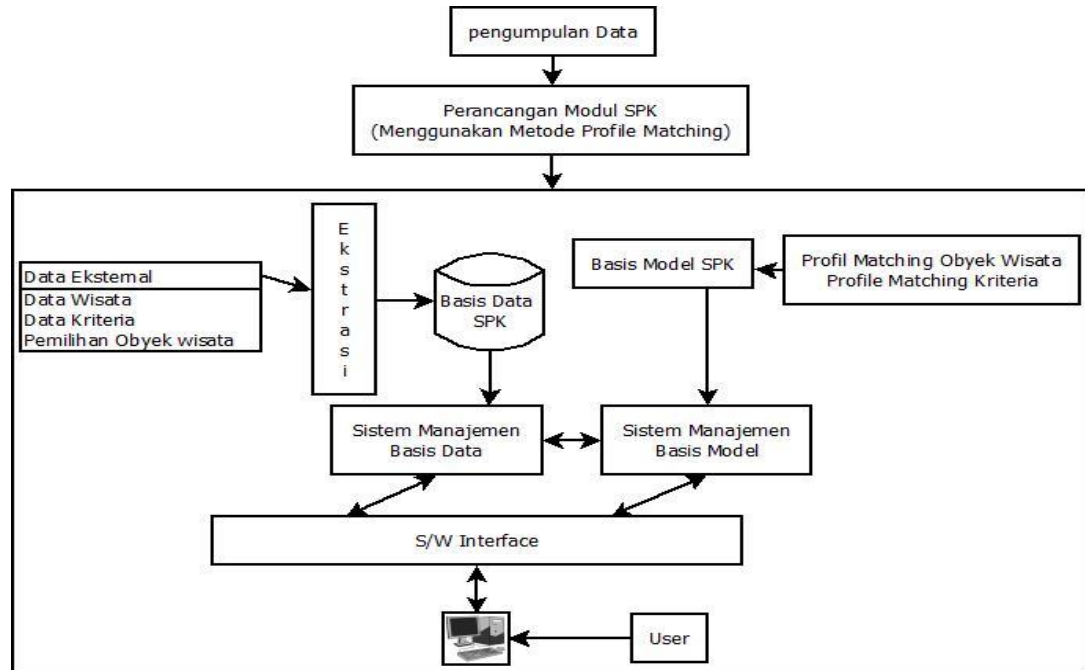 pengumpulan Data
Perancangan Modul SPK
(Menggunakan Metode Profile Matching)
Data Eksternal
Data Wisata
Data Kriteria
Pemilihan Obyek wisata
Ekstrasi
Basis Data
SPK
Basis Model SPK
Profil Matching Obyek Wisata
Profile Matching Kriteria
Sistem Manajemen
Basis Data
Sistem Manajemen
Basis Model
S/W Interface
User